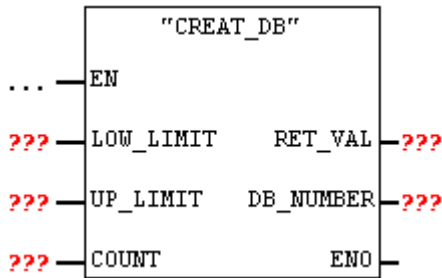 "CREAT_DB"
... EN
??? LOW_LIMIT RET_VAL ???
??? UP_LIMIT DB_NUMBER ???
??? COUNT ENO